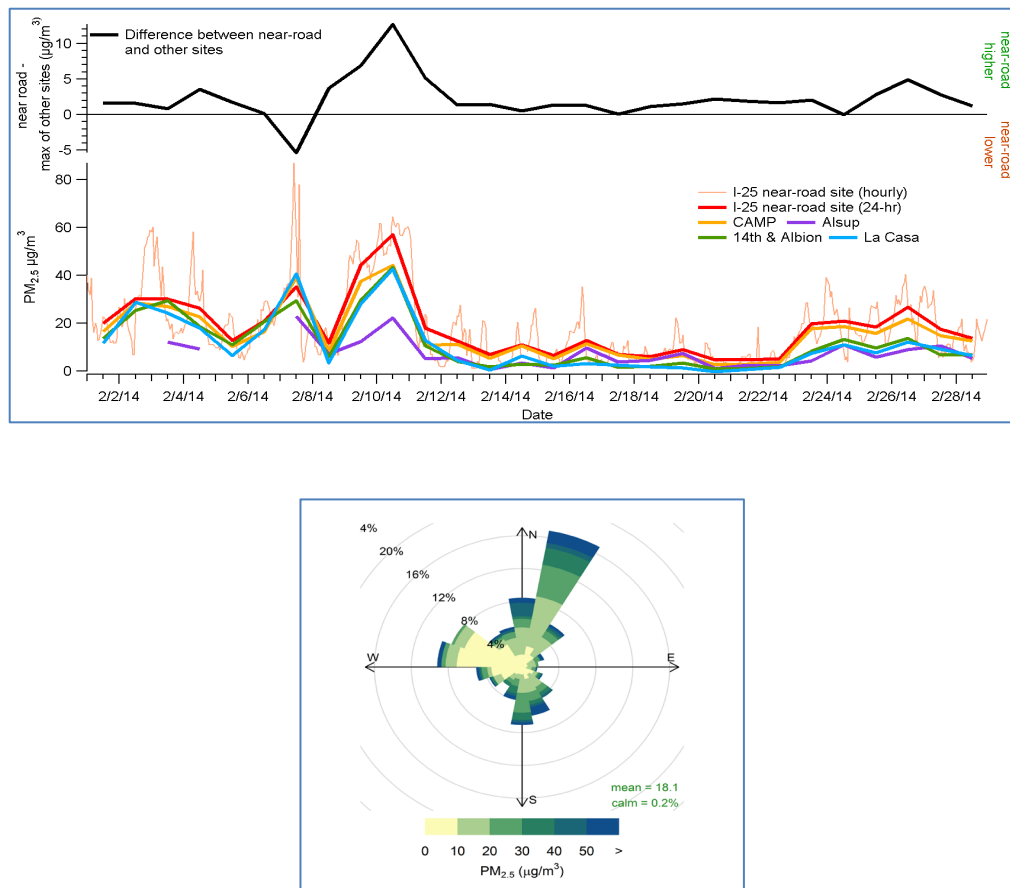 near road -
max of other sites (µg/m³)
10
5
0
-5
Difference between near-road
and other sites
near-road
higher
near-road
lower
PM2.5 µg/m³
80
60
40
20
0
I-25 near-road site (hourly)
I-25 near-road site (24-hr)
CAMP Alsup
14th & Albion La Casa
2/2/14 2/4/14 2/6/14 2/8/14 2/10/14 2/12/14 2/14/14 2/16/14 2/18/14 2/20/14 2/22/14 2/24/14 2/26/14 2/28/14
Date
4%
20%
16%
12%
8%
4%
N
W
E
S
mean = 18.1
calm = 0.2%
0 10 20 30 40 50 >
PM2.5 (µg/m³)